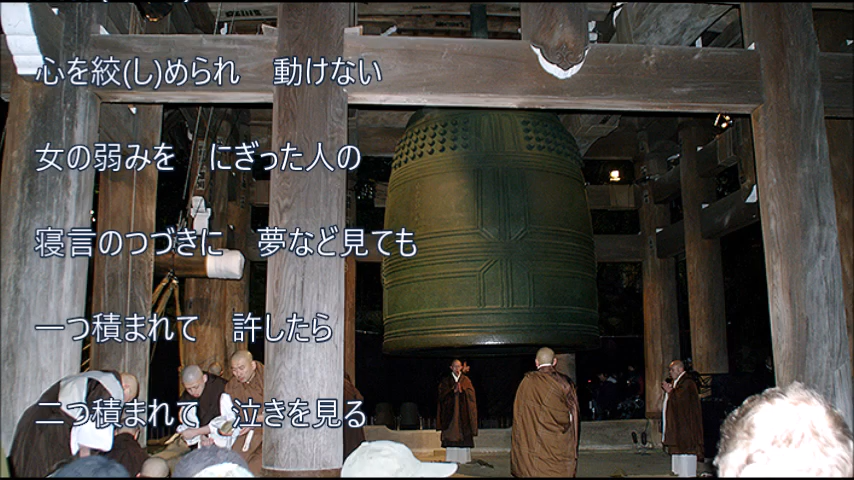 心を絞(し)められ　動けない
女の弱みを　にぎった人の
寝言のつづきに　夢など見ても
一つ積まれて　許したら
二つ積まれて　泣きを見る